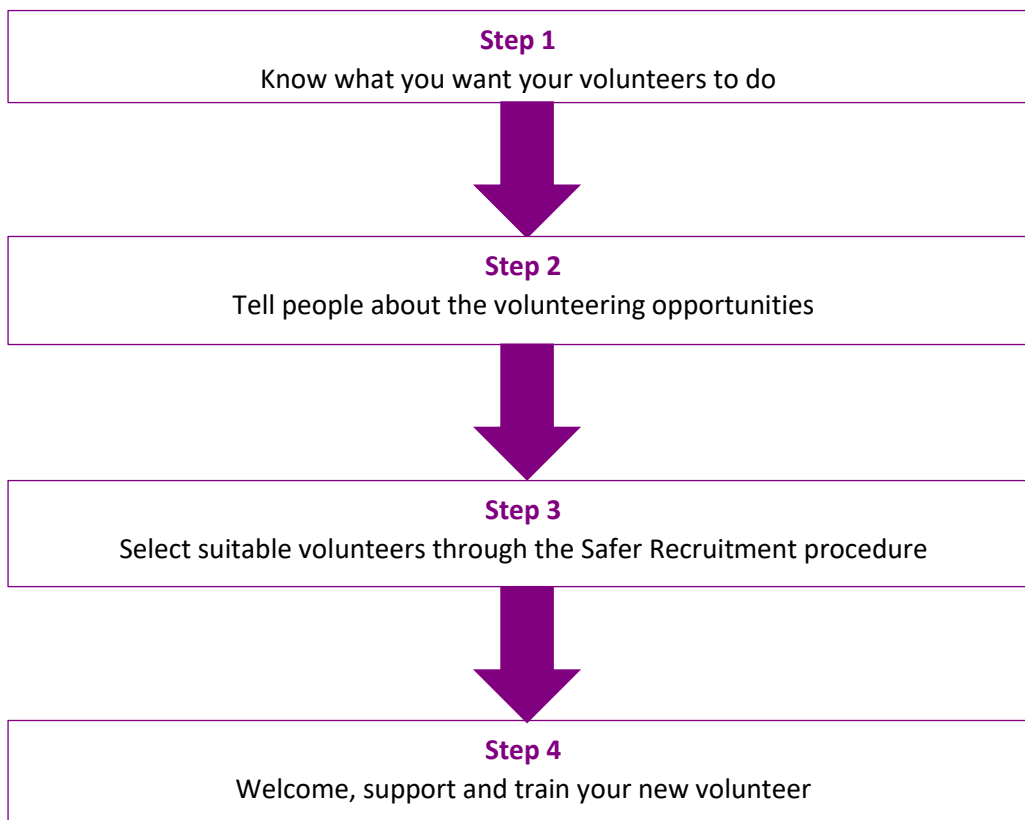 Step 1
Know what you want your volunteers to do
Step 2
Tell people about the volunteering opportunities
Step 3
Select suitable volunteers through the Safer Recruitment procedure
Step 4
Welcome, support and train your new volunteer